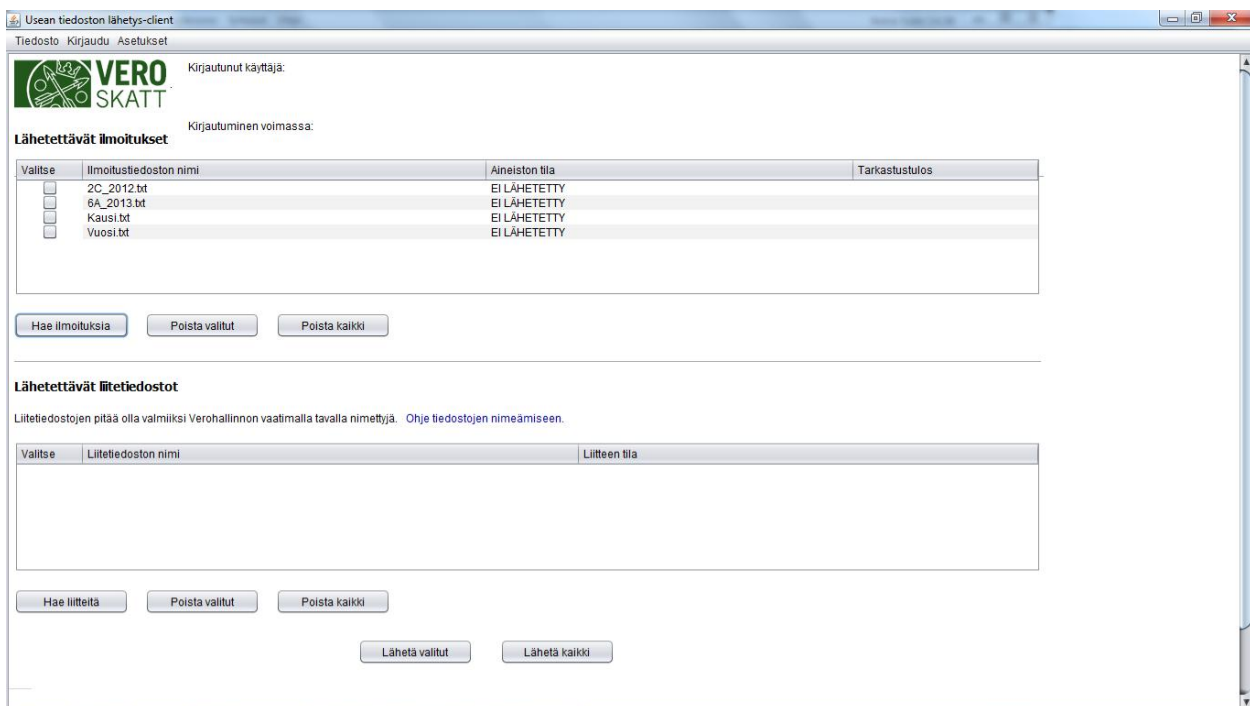 Usean tiedoston lähetys-client
Tiedosto Kirjaudu Asetukset
VERO
SKATT
Kirjautunut käyttäjä:
Kirjautuminen voimassa:
Lähetettävät ilmoitukset
Valitse Ilmoitustiedoston nimi Aineiston tila Tarkastustulos
2C_2012.txt EI LÄHETETTY
6A_2013.txt EI LÄHETETTY
Kausi.txt EI LÄHETETTY
Vuosi.txt EI LÄHETETTY
Hae ilmoituksia Poista valitut Poista kaikki
Lähetettävät liitetiedostot
Liitetiedostojen pitää olla valmiiksi Verohallinnon vaatimalla tavalla nimettyjä. Ohje tiedostojen nimeämiseen.
Valitse Liitetiedoston nimi Liitteen tila
Hae liitteitä Poista valitut Poista kaikki
Lähetä valitut Lähetä kaikki